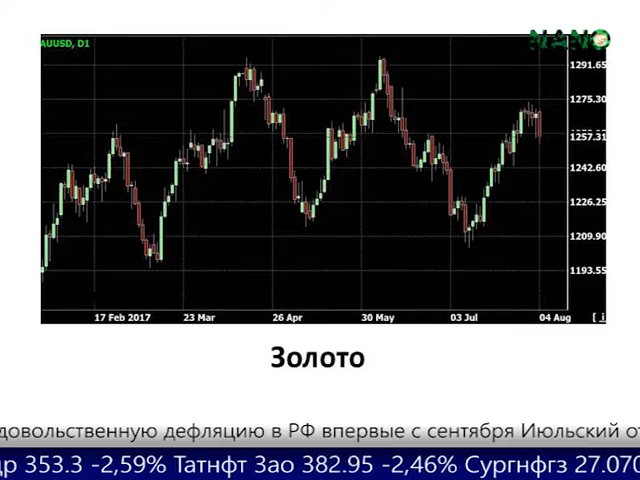 NANO
AUUSD, D1
1291.65
1275.30
1257.31
1242.60
1226.25
1209.90
1193.55
17 Feb 2017 23 Mar 26 Apr 30 May 03 Jul 04 Aug
Золото
довольственную дефляцию в РФ впервые с сентября Июльский
др 353.3 -2,59% Татнфт 3ао 382.95 -2,46% Сургнфгз 27.070